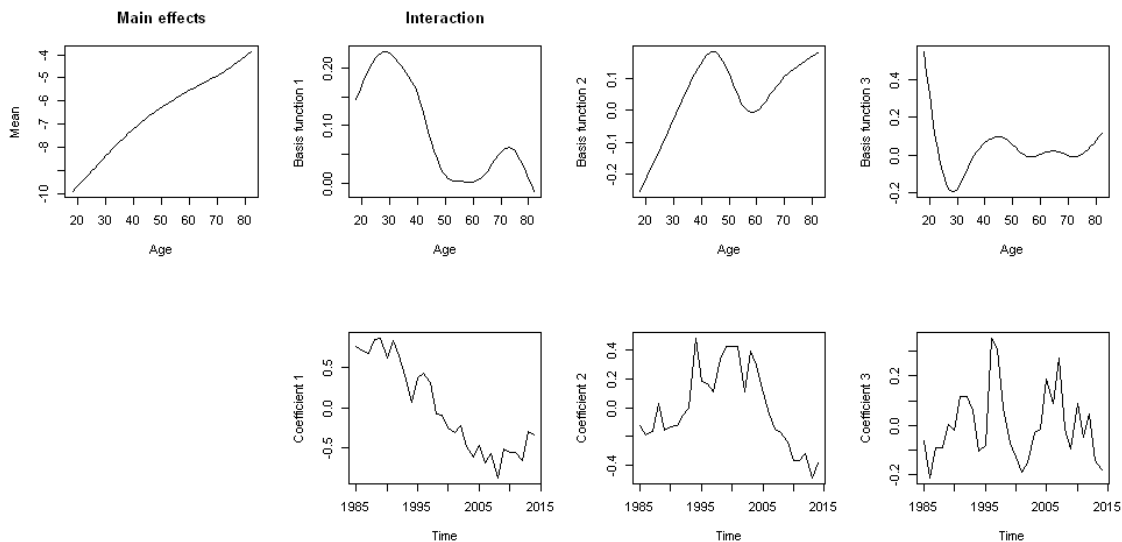 Main effects
Interaction
Mean
-4
-5
-6
-7
-8
-10
20 30 40 50 60 70 80
Age
Basis function 1
0.20
0.10
0.00
20 30 40 50 60 70 80
Age
Basis function 2
0.1
0.0
-0.1
-0.2
20 30 40 50 60 70 80
Age
Basis function 3
0.4
0.2
0.0
-0.2
20 30 40 50 60 70 80
Age
Coefficient 1
0.5
0.0
-0.5
1985 1995 2005 2015
Time
Coefficient 2
0.4
0.2
0.0
-0.4
1985 1995 2005 2015
Time
Coefficient 3
0.2
0.0
-0.2
1985 1995 2005 2015
Time